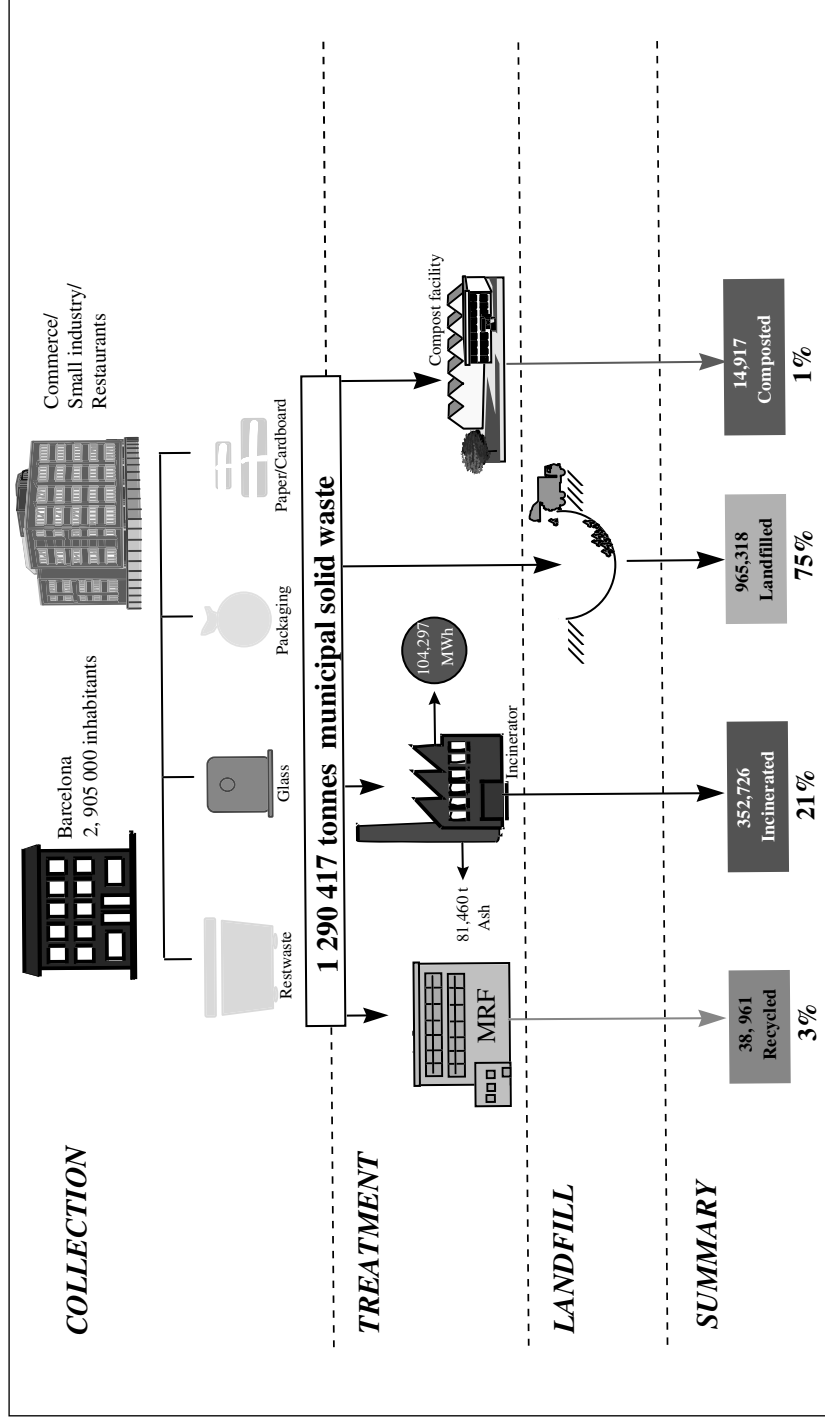 COLLECTION
Barcelona
2, 905 000 inhabitants
Commerce/
Small industry/
Restaurants
Restwaste
Glass
Packaging
Paper/Cardboard
1 290 417 tonnes municipal solid waste
TREATMENT
MRF
81,460 t
Ash
Incinerator
104,297
MWh
Compost facility
LANDFILL
SUMMARY
38, 961
Recycled
3%
352,726
Incinerated
21%
965,318
Landfilled
75%
14,917
Composted
1%